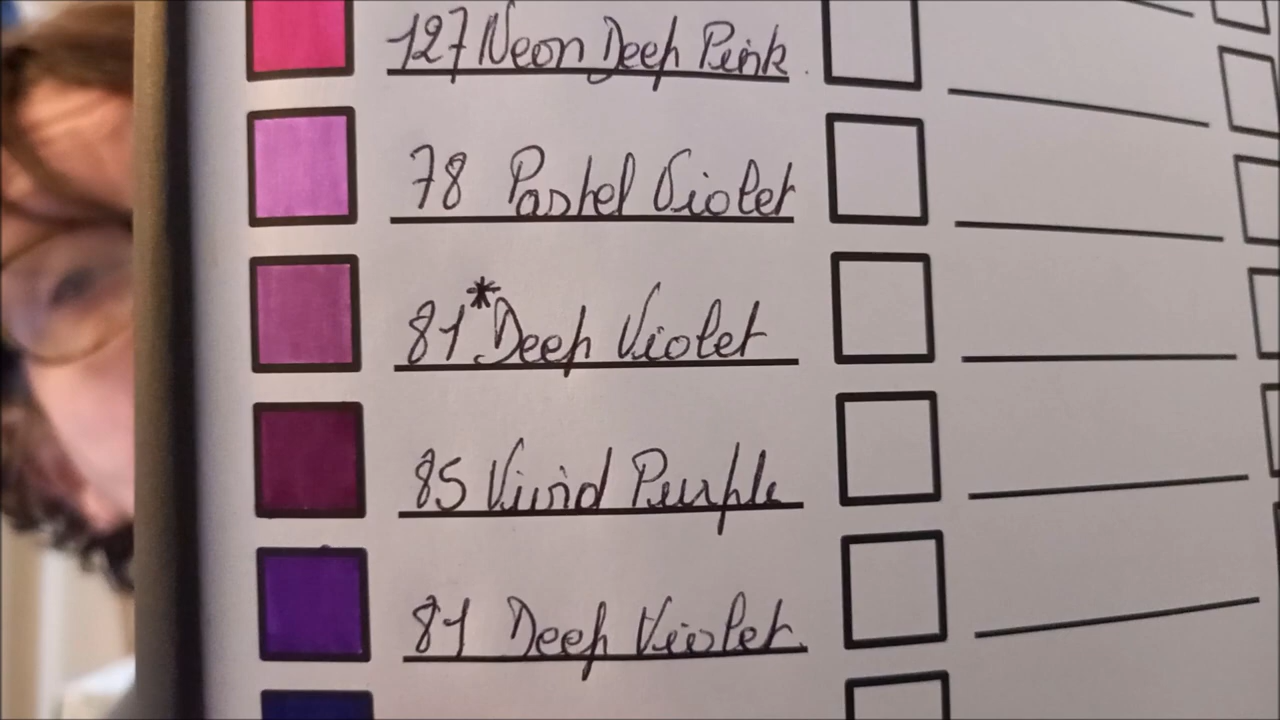 127 Neon Deep Pink
78 Pastel Violet
81* Deep Violet
85 Vivid Purple
81 Deep Violet